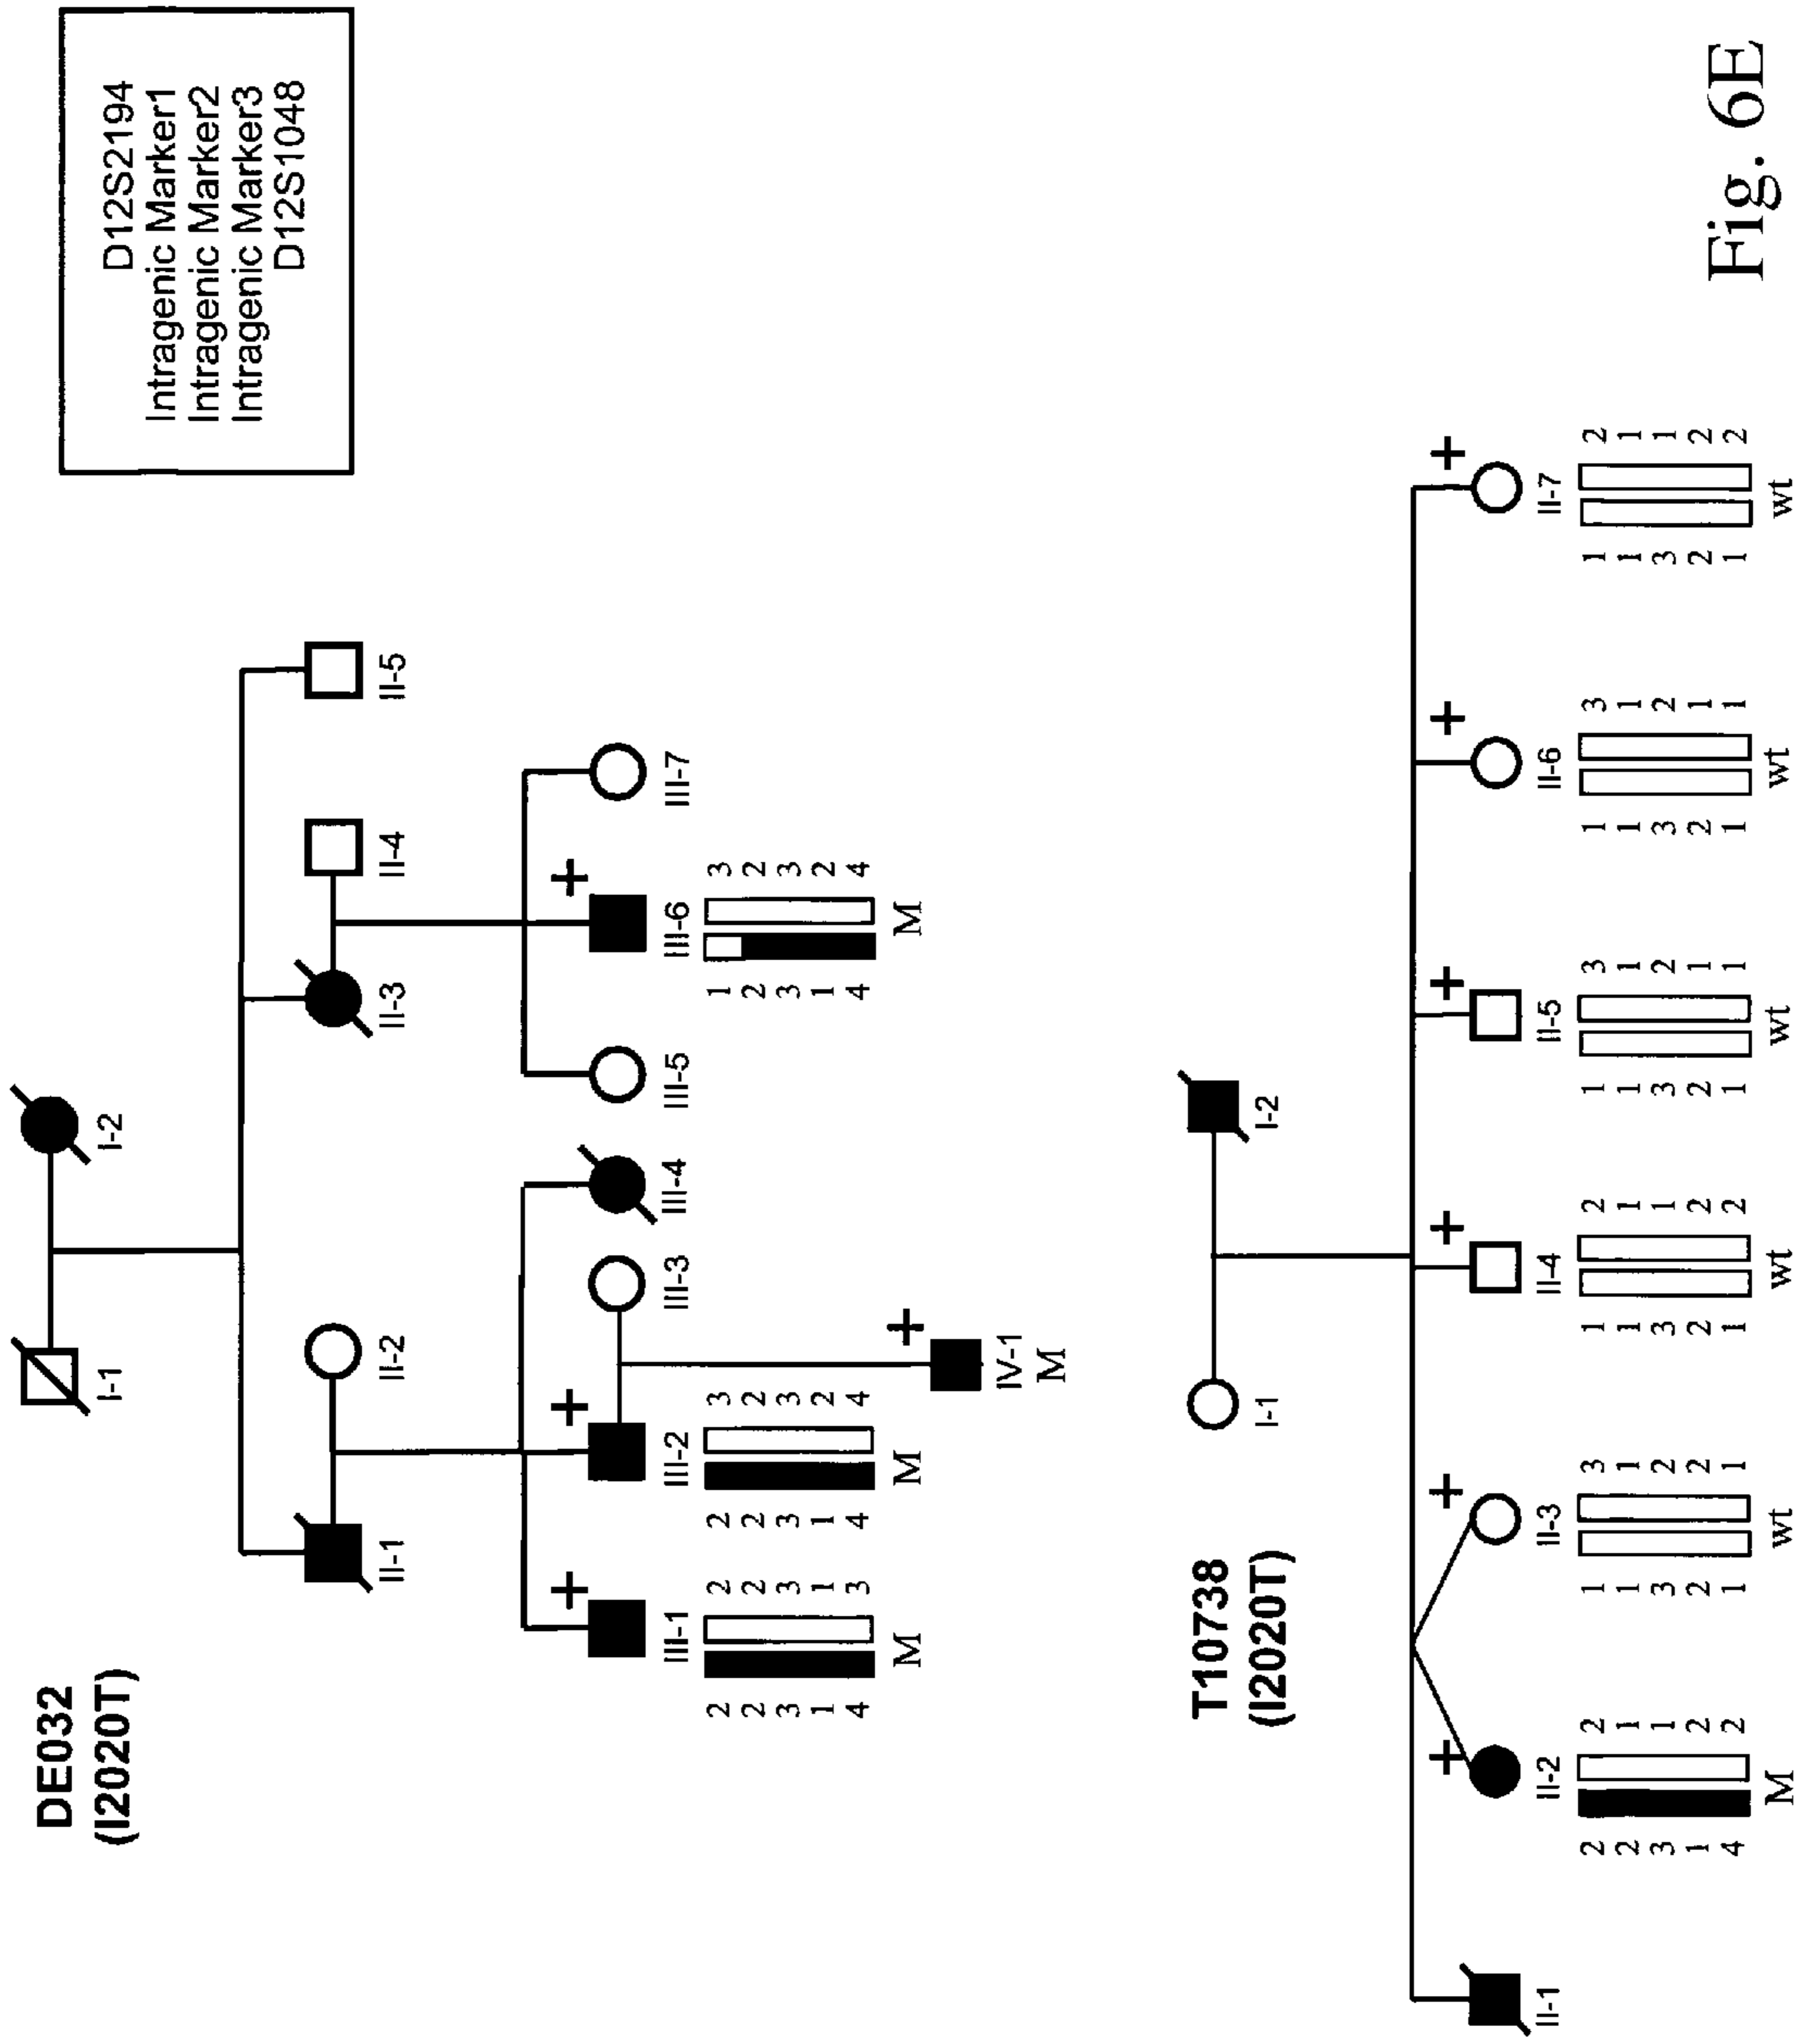 DE032
(I2020T)
D12S2194
Intragenic Marker1
Intragenic Marker2
Intragenic Marker3
D12S1048
I-1 I-2
II-1 II-2 II-3 II-4 II-5
+ + +
III-1 III-2 III-3 III-4 III-5 III-6 III-7
2 2 2 3 1 3
2 2 2 2 2 2
3 3 3 3 3 3
1 1 1 2 1 2
4 3 4 4 4 4
M M M
+
IV-1
M
T10738
(I2020T)
I-1 I-2
+ + + + + +
II-1 II-2 II-3 II-4 II-5 II-6 II-7
2 2 1 3 1 2 1 3 1 3 1 2
2 1 1 1 1 1 1 1 1 1 1 1
3 1 3 2 3 1 3 2 3 2 3 1
1 2 2 2 2 2 2 1 2 1 2 2
4 2 1 1 1 2 1 1 1 1 1 2
M wt wt wt wt wt
Fig. 6E